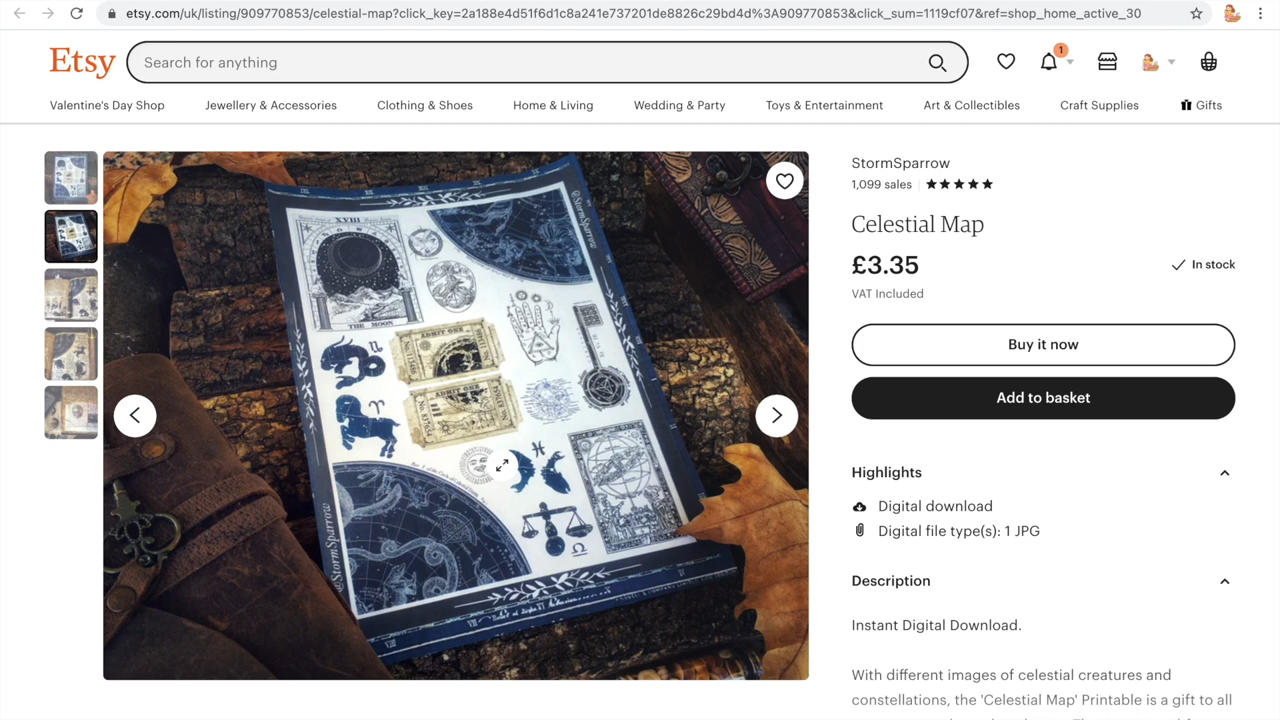 etsy.com/uk/listing/909770853/celestial-map?click_key=2a188e4d51f6d1c8a241e737201de8826c29bd4d%3A909770853&click_sum=1119cf07&ref=shop_home_active_30
Etsy
Search for anything
1
Valentine's Day Shop
Jewellery & Accessories
Clothing & Shoes
Home & Living
Wedding & Party
Toys & Entertainment
Art & Collectibles
Craft Supplies
Gifts
XVIII
THE MOON
@StormSparrow
ADMIT ONE
ADMIT ONE
@StormSparrow
StormSparrow
1,099 sales
Celestial Map
£3.35
In stock
VAT Included
Buy it now
Add to basket
Highlights
Digital download
Digital file type(s): 1 JPG
Description
Instant Digital Download.
With different images of celestial creatures and
constellations, the 'Celestial Map' Printable is a gift to all